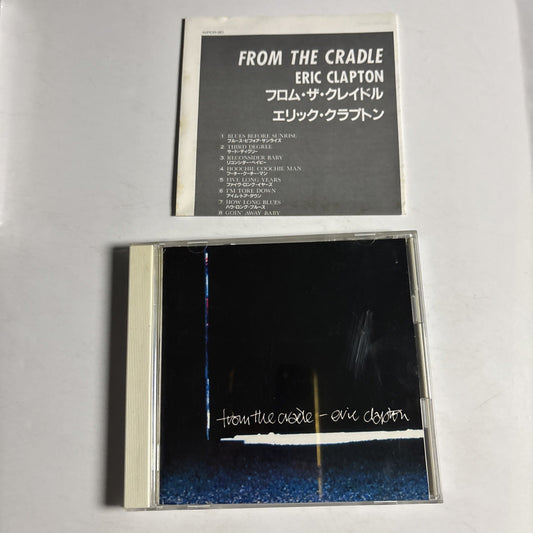 FROM THE CRADLE
ERIC CLAPTON
フロム・ザ・クレイドル
エリック・クラプトン
1 BLUES BEFORE SUNRISE
ブルース・ビフォア・サンライズ
2 THIRD DEGREE
サード・ディグリー
3 RECONSIDER BABY
リコンシダー・ベイビー
4 HOOCHIE COOCHIE MAN
フーチー・クーチー・マン
5 FIVE LONG YEARS
ファイヴ・ロング・イヤーズ
6 I'M TORE DOWN
アイム・トア・ダウン
7 HOW LONG BLUES
ハウ・ロング・ブルース
8 GOIN' AWAY BABY
from the cradle - eric clapton